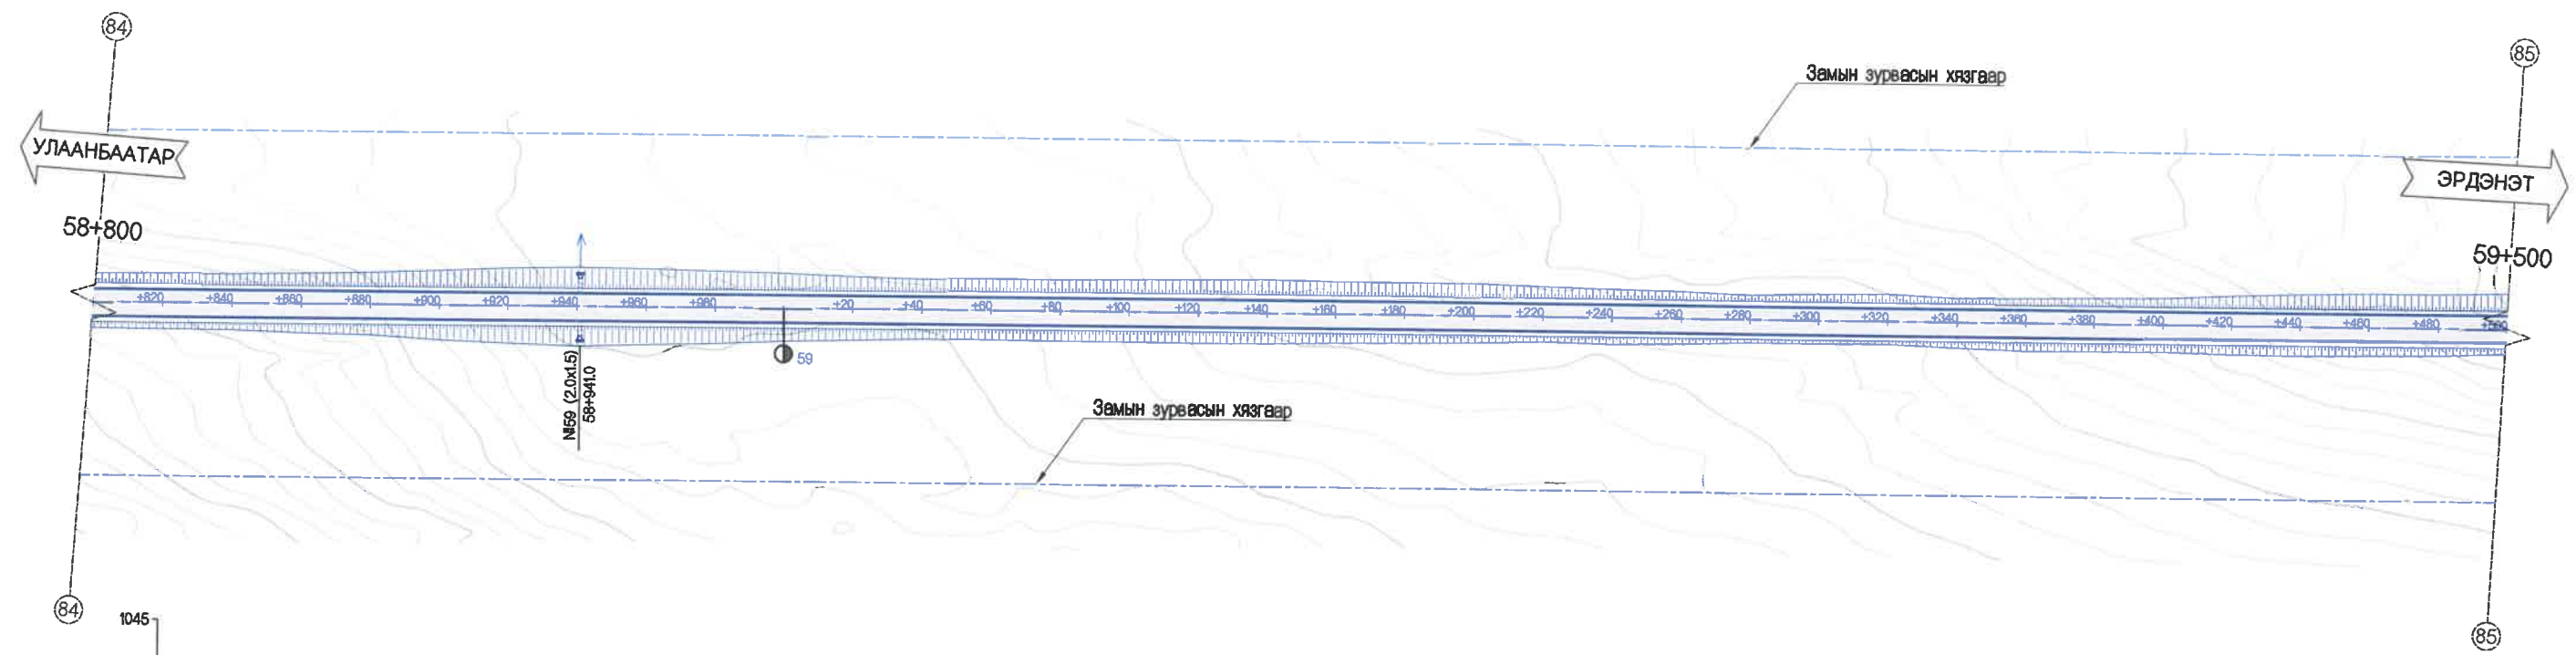 84
85
Замын зурвасын хязгаар
УЛААНБААТАР
ЭРДЭНЭТ
58+800
59+500
+820 +840 +860 +880 +900 +920 +940 +960 +980 +20 +40 +60 +80 +100 +120 +140 +160 +180 +200 +220 +240 +260 +280 +300 +320 +340 +360 +380 +400 +420 +440 +460 +480
59
№59 (2.0x1.5)
58+941.0
Замын зурвасын хязгаар
84
1045
85